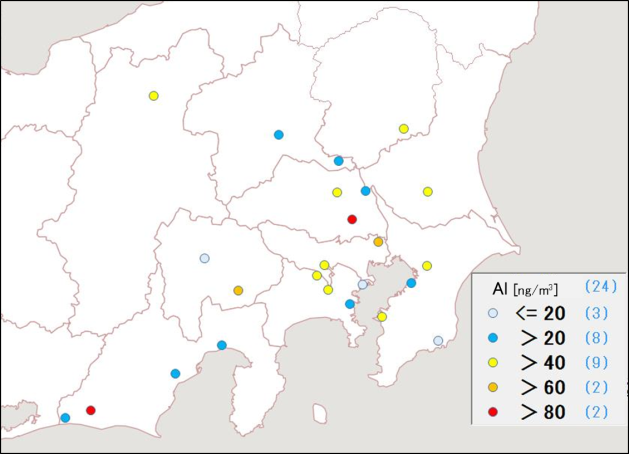 Al [ng/m³] (24)
<= 20 (3)
> 20 (8)
> 40 (9)
> 60 (2)
> 80 (2)